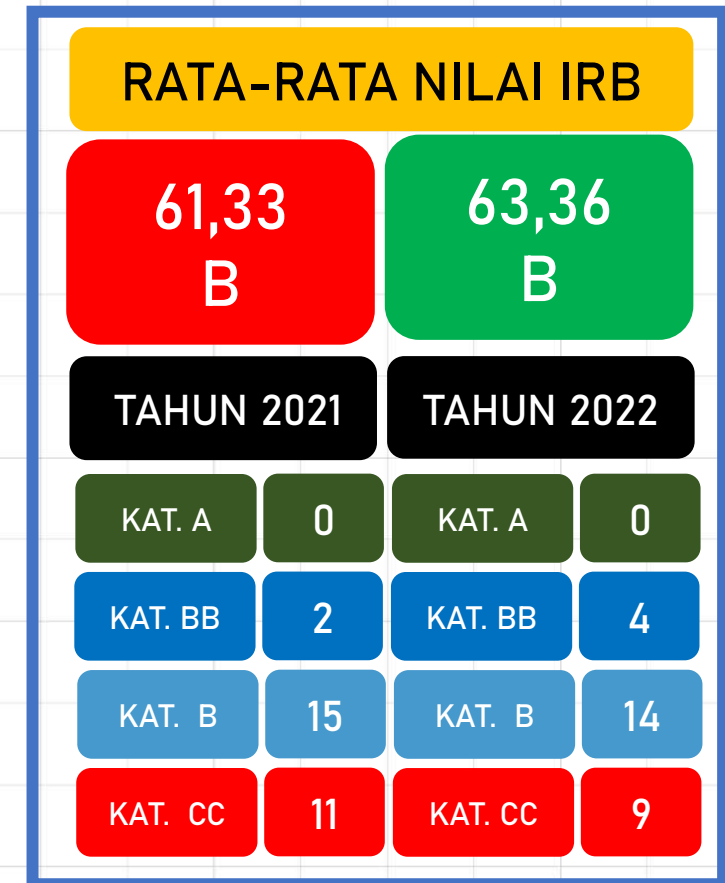 RATA-RATA NILAI IRB
61,33
B
63,36
B
TAHUN 2021
TAHUN 2022
KAT. A 0 KAT. A 0
KAT. BB 2 KAT. BB 4
KAT. B 15 KAT. B 14
KAT. CC 11 KAT. CC 9